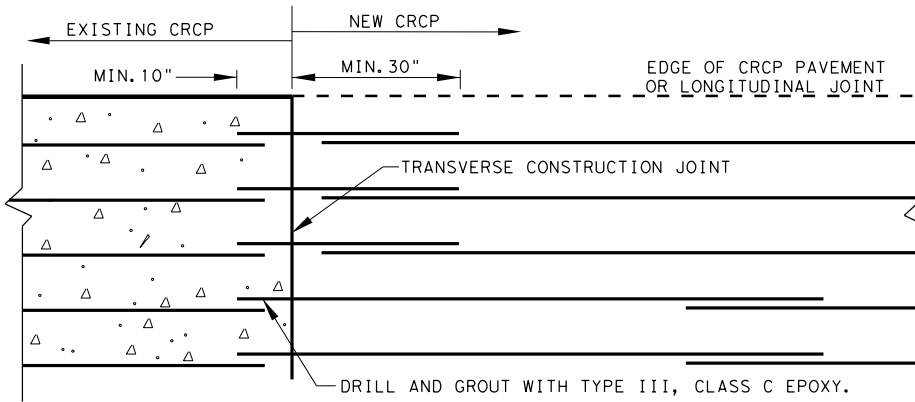 EXISTING CRCP
NEW CRCP
MIN. 10"
MIN. 30"
EDGE OF CRCP PAVEMENT
OR LONGITUDINAL JOINT
TRANSVERSE CONSTRUCTION JOINT
DRILL AND GROUT WITH TYPE III, CLASS C EPOXY.